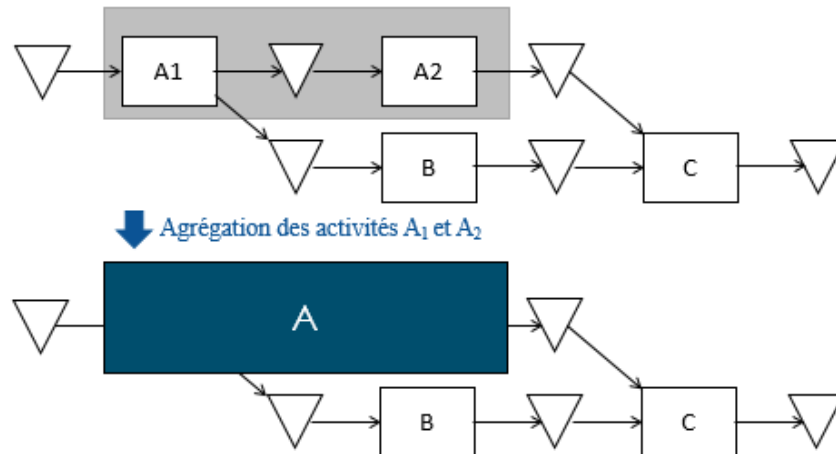 A1
A2
B
C
Agrégation des activités A₁ et A₂
A
B
C